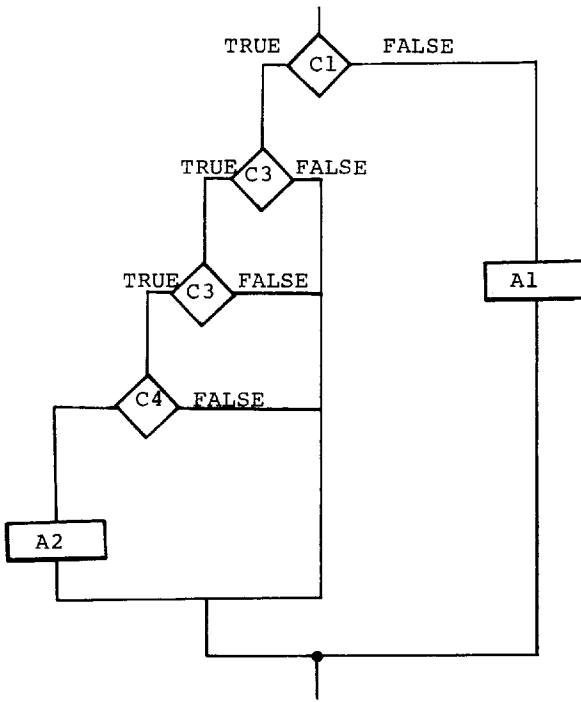 TRUE FALSE
C1
TRUE C3 FALSE
A1
TRUE C3 FALSE
C4 FALSE
A2